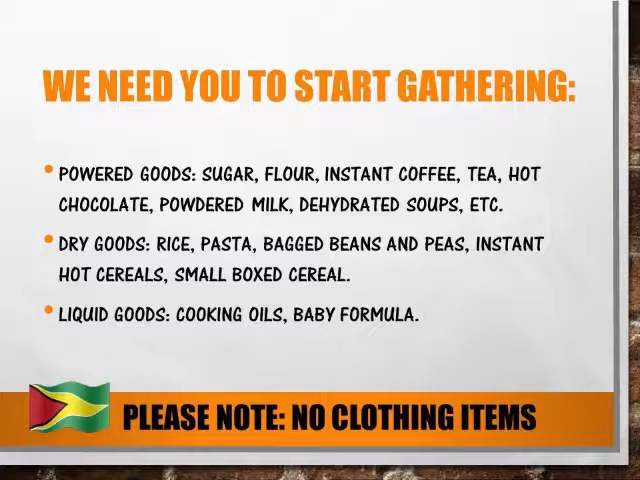 WE NEED YOU TO START GATHERING:
• POWERED GOODS: SUGAR, FLOUR, INSTANT COFFEE, TEA, HOT
CHOCOLATE, POWDERED MILK, DEHYDRATED SOUPS, ETC.
• DRY GOODS: RICE, PASTA, BAGGED BEANS AND PEAS, INSTANT
HOT CEREALS, SMALL BOXED CEREAL.
• LIQUID GOODS: COOKING OILS, BABY FORMULA.
PLEASE NOTE: NO CLOTHING ITEMS